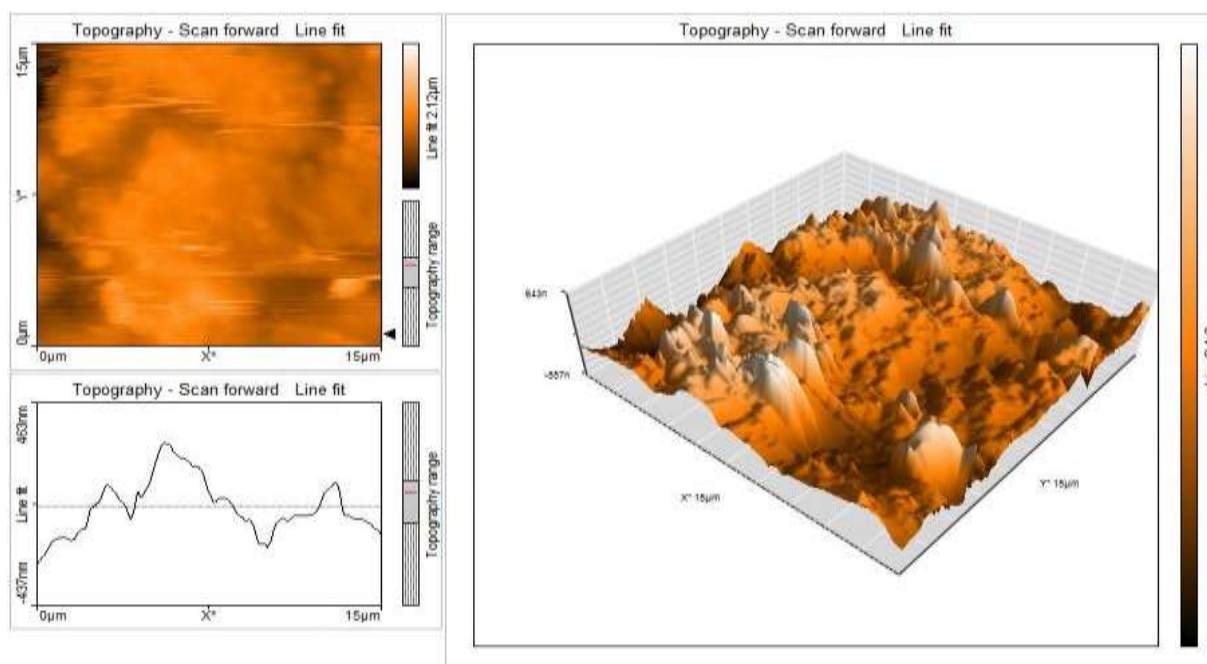 Topography - Scan forward Line fit
15µm
Y*
0µm
0µm
X*
15µm
Line fit 2.12µm
Topography range
Topography - Scan forward Line fit
463nm
Line fit
-437nm
0µm
X*
15µm
Topography range
Topography - Scan forward Line fit
643n
-557n
X* 15µm
Y* 15µm